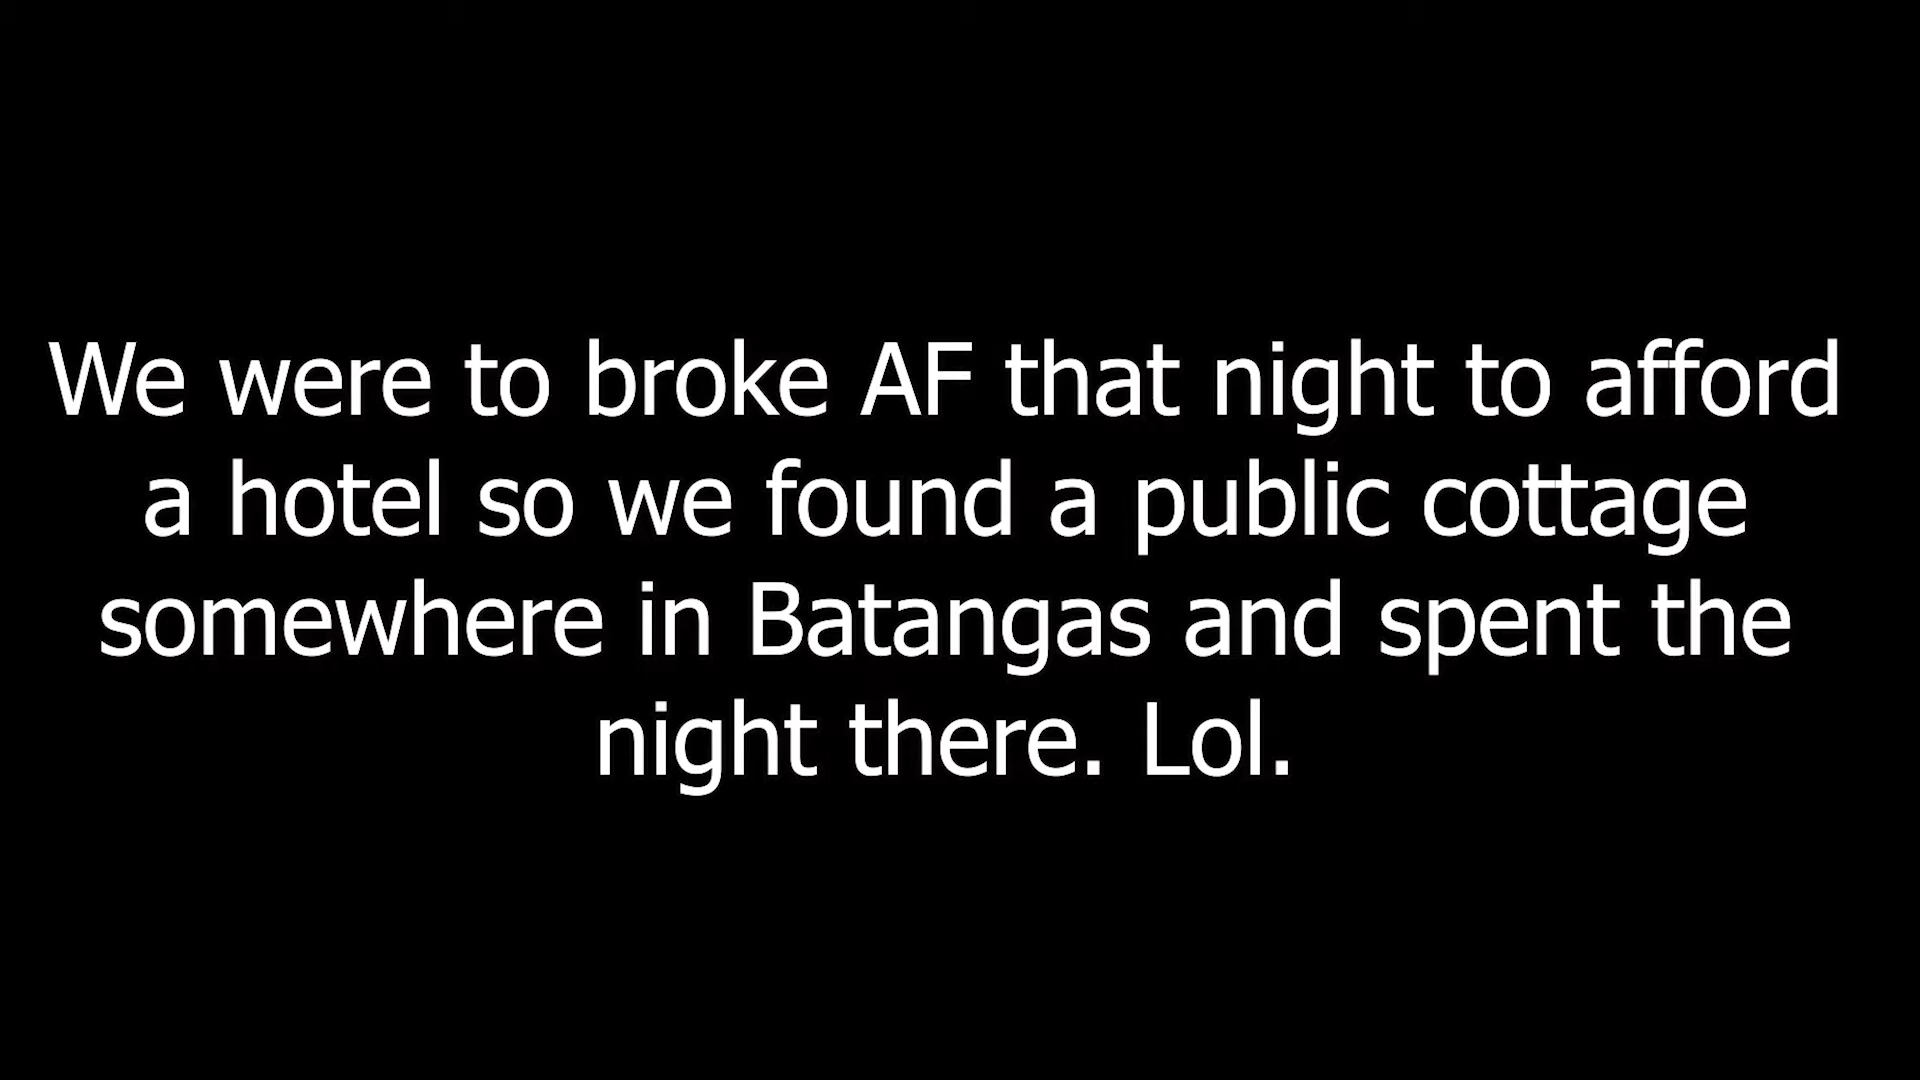 We were to broke AF that night to afford
a hotel so we found a public cottage
somewhere in Batangas and spent the
night there. Lol.